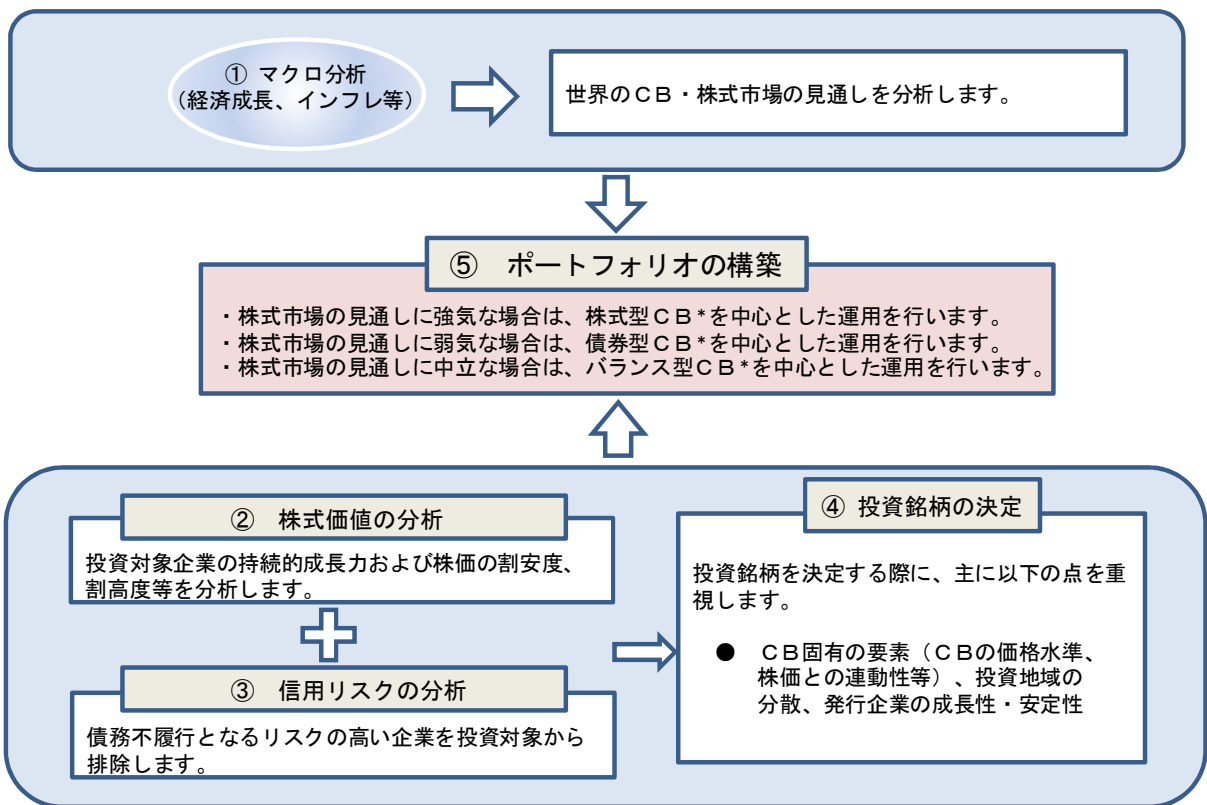 ① マクロ分析
（経済成長、インフレ等）
世界のＣＢ・株式市場の見通しを分析します。
⑤　ポートフォリオの構築
・株式市場の見通しに強気な場合は、株式型ＣＢ*を中心とした運用を行います。
・株式市場の見通しに弱気な場合は、債券型ＣＢ*を中心とした運用を行います。
・株式市場の見通しに中立な場合は、バランス型ＣＢ*を中心とした運用を行います。
②　株式価値の分析
投資対象企業の持続的成長力および株価の割安度、
割高度等を分析します。
③　信用リスクの分析
債務不履行となるリスクの高い企業を投資対象から
排除します。
④ 投資銘柄の決定
投資銘柄を決定する際に、主に以下の点を重
視します。
●　ＣＢ固有の要素（ＣＢの価格水準、
株価との連動性等）、投資地域の
分散、発行企業の成長性・安定性